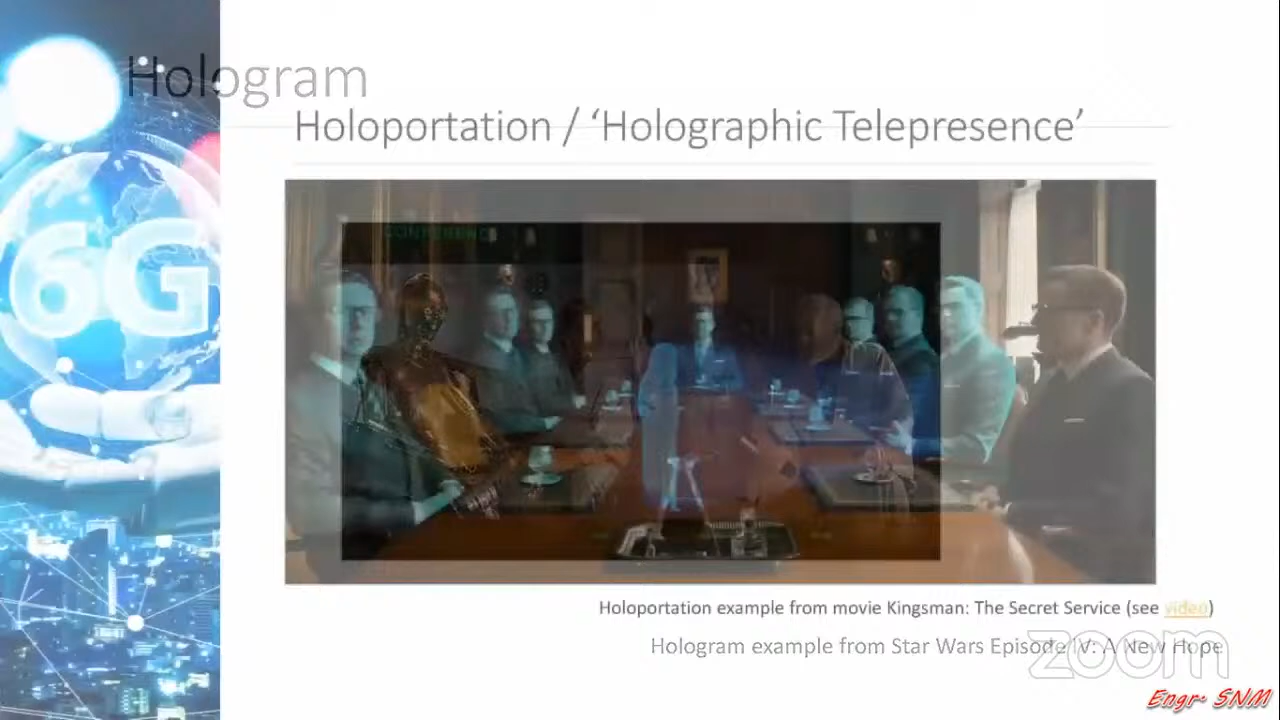 Hologram
Holoportation / ‘Holographic Telepresence’
6G
CONFERENCE
Holoportation example from movie Kingsman: The Secret Service (see video)
Hologram example from Star Wars Episode IV: A New Hope
zoom
Engr. SNM